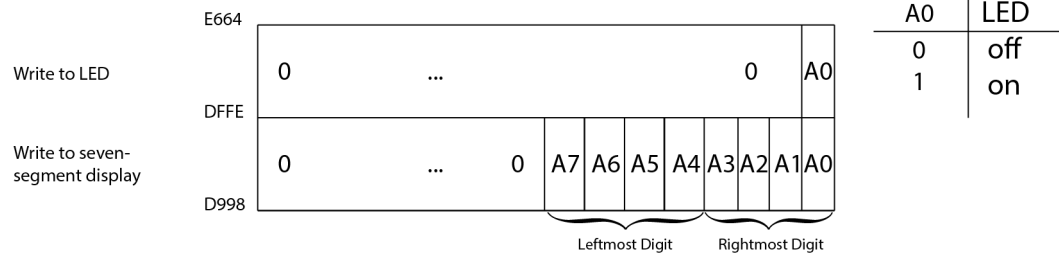 E664
A0 LED
Write to LED 0 ... 0 A0
0 off
1 on
DFFE
Write to seven-
segment display
0 ... 0 A7 A6 A5 A4 A3 A2 A1 A0
D998
Leftmost Digit Rightmost Digit